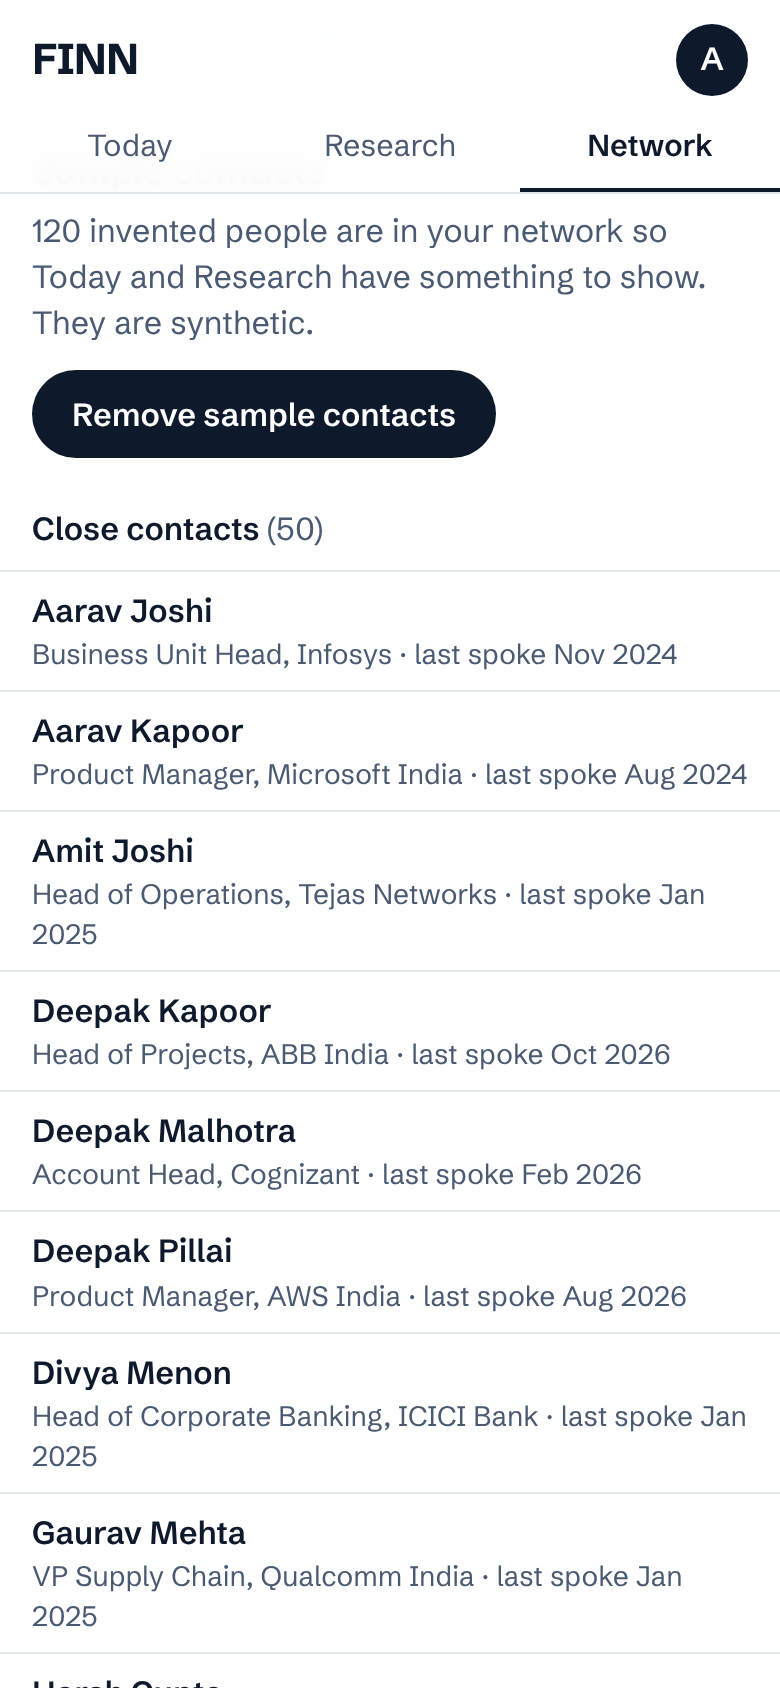 FINN
A
Today
Research
Network
Sample contacts
120 invented people are in your network so
Today and Research have something to show.
They are synthetic.
Remove sample contacts
Close contacts (50)
Aarav Joshi
Business Unit Head, Infosys · last spoke Nov 2024
Aarav Kapoor
Product Manager, Microsoft India · last spoke Aug 2024
Amit Joshi
Head of Operations, Tejas Networks · last spoke Jan
2025
Deepak Kapoor
Head of Projects, ABB India · last spoke Oct 2026
Deepak Malhotra
Account Head, Cognizant · last spoke Feb 2026
Deepak Pillai
Product Manager, AWS India · last spoke Aug 2026
Divya Menon
Head of Corporate Banking, ICICI Bank · last spoke Jan
2025
Gaurav Mehta
VP Supply Chain, Qualcomm India · last spoke Jan
2025